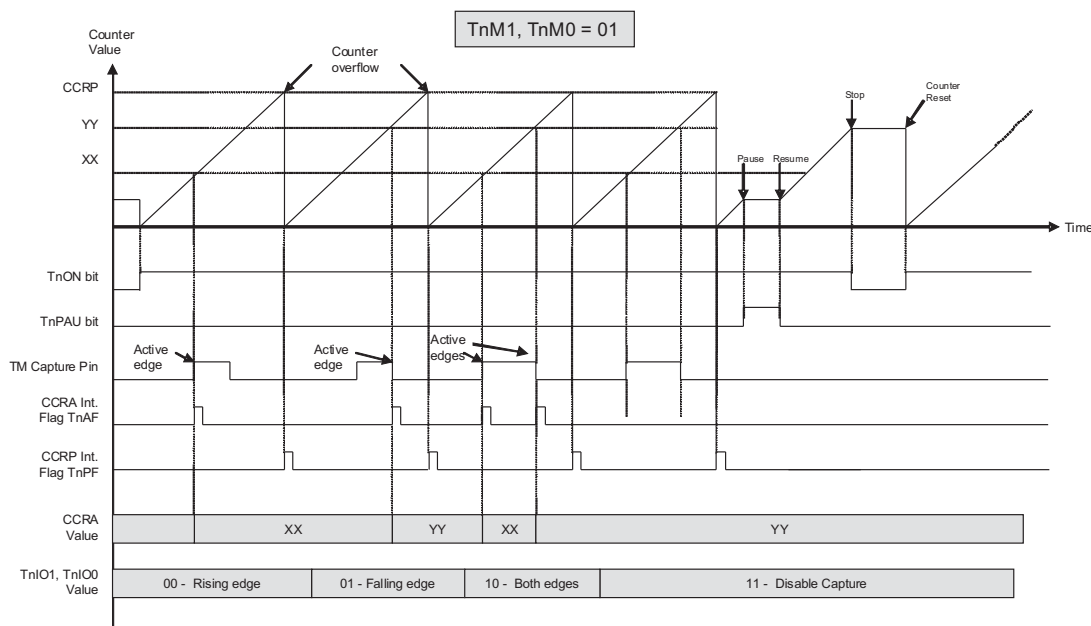 TnM1, TnM0 = 01
Counter
Value
Counter
overflow
CCRP
YY
XX
Stop
Counter
Reset
Pause
Resume
Time
TnON bit
TnPAU bit
TM Capture Pin
Active
edge
Active
edge
Active
edges
CCRA Int.
Flag TnAF
CCRP Int.
Flag TnPF
CCRA
Value
XX
YY
XX
YY
TnIO1, TnIO0
Value
00 - Rising edge
01 - Falling edge
10 - Both edges
11 - Disable Capture